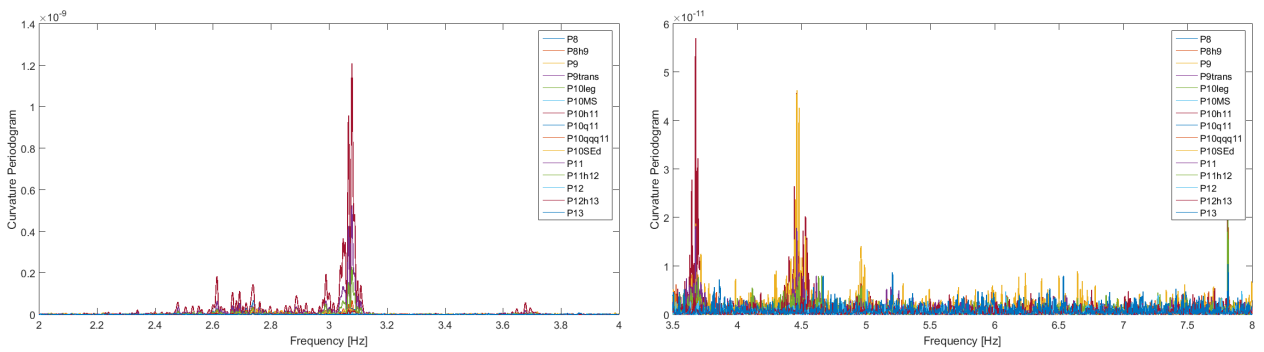 ×10⁻⁹
1.4
1.2
1
0.8
0.6
0.4
0.2
0
Curvature Periodogram
2 2.2 2.4 2.6 2.8 3 3.2 3.4 3.6 3.8 4
Frequency [Hz]
P8
P8h9
P9
P9trans
P10leg
P10MS
P10h11
P10q11
P10qqq11
P10SEd
P11
P11h12
P12
P12h13
P13
×10⁻¹¹
6
5
4
3
2
1
0
Curvature Periodogram
3.5 4 4.5 5 5.5 6 6.5 7 7.5 8
Frequency [Hz]
P8
P8h9
P9
P9trans
P10leg
P10MS
P10h11
P10q11
P10qqq11
P10SEd
P11
P11h12
P12
P12h13
P13